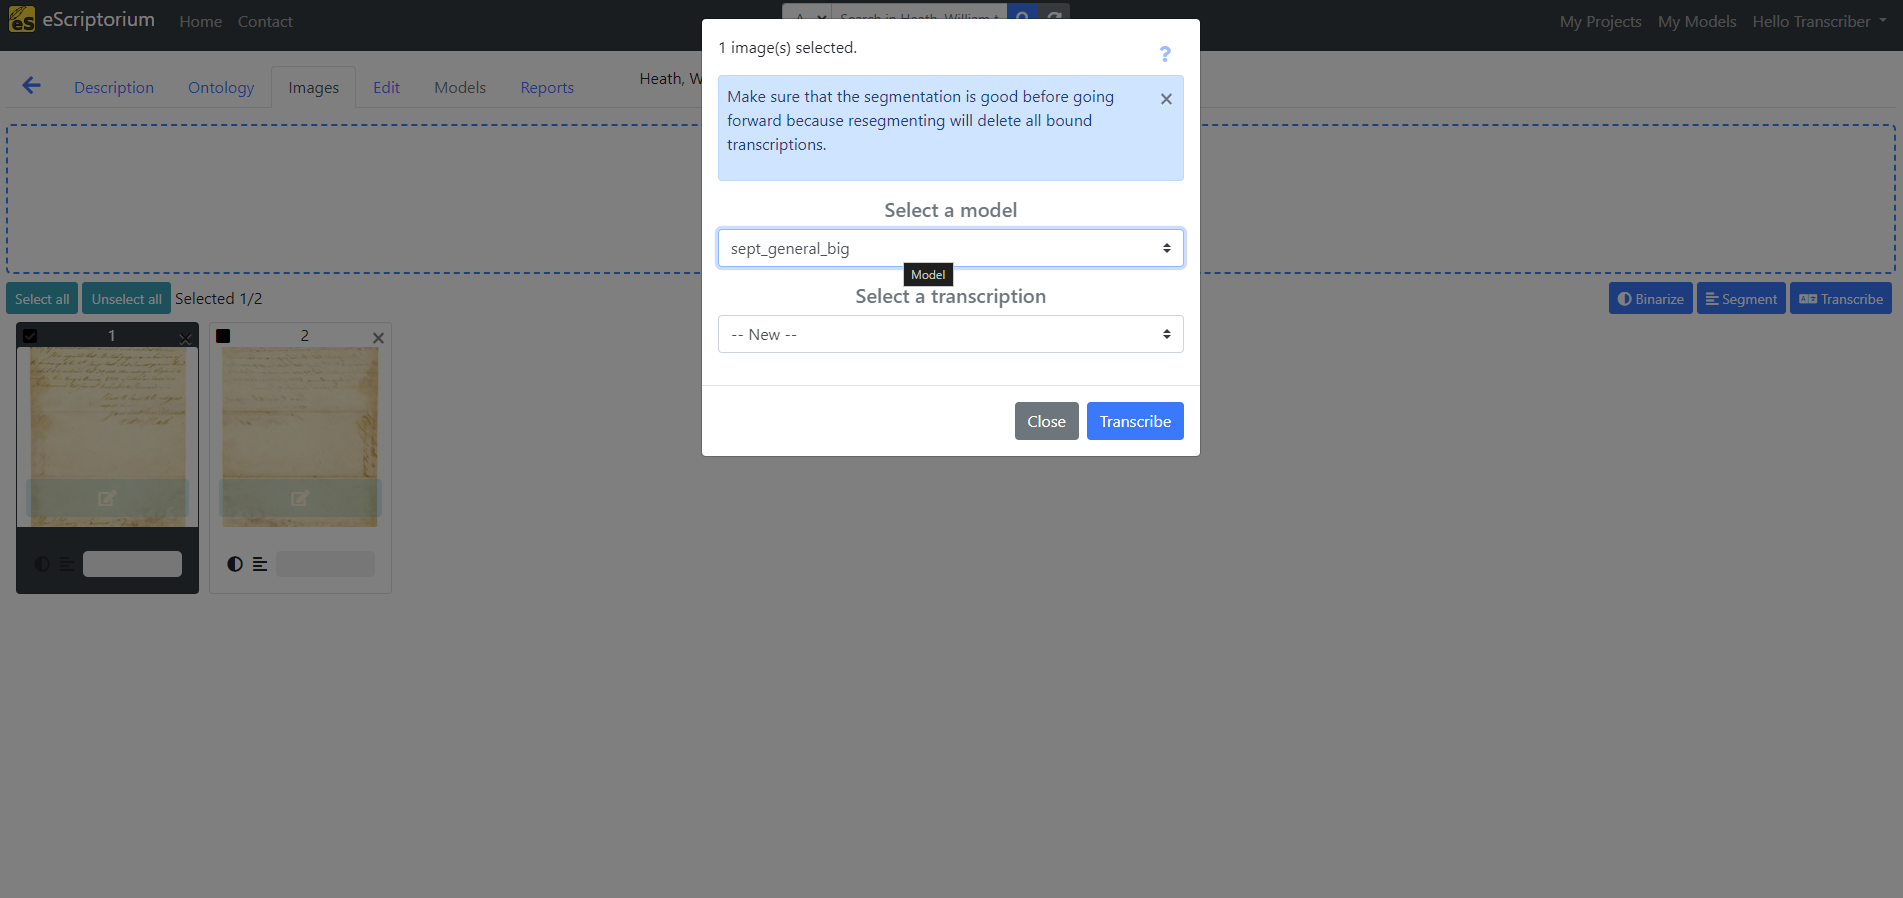 eScriptorium
Home
Contact
A
Search in Heath, William t
My Projects
My Models
Hello Transcriber
Description
Ontology
Images
Edit
Models
Reports
Heath, W
1 image(s) selected.
?
Make sure that the segmentation is good before going
forward because resegmenting will delete all bound
transcriptions.
Select a model
sept_general_big
Model
Select a transcription
-- New --
Close
Transcribe
Select all
Unselect all
Selected 1/2
Binarize
Segment
Transcribe
1
2